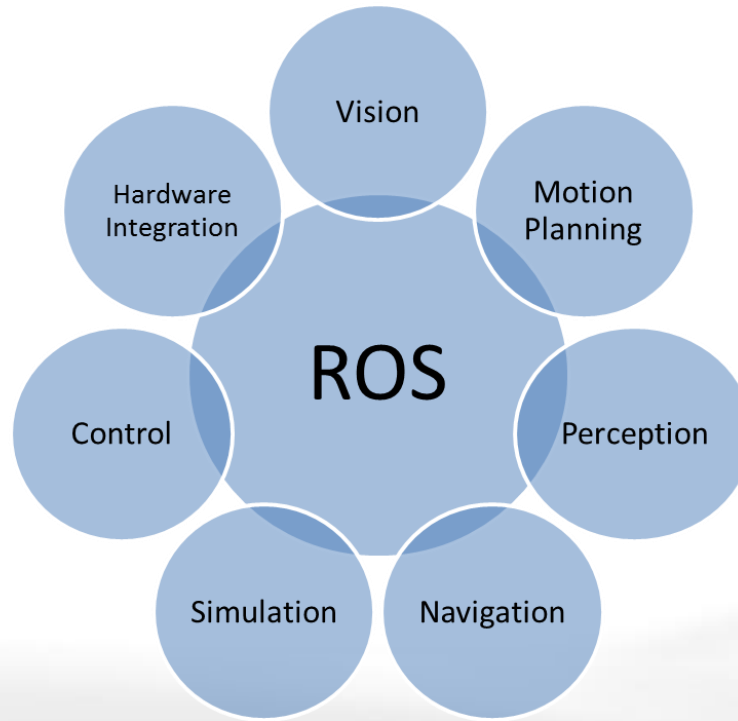 Vision
Hardware
Integration
Motion
Planning
ROS
Control
Perception
Simulation
Navigation